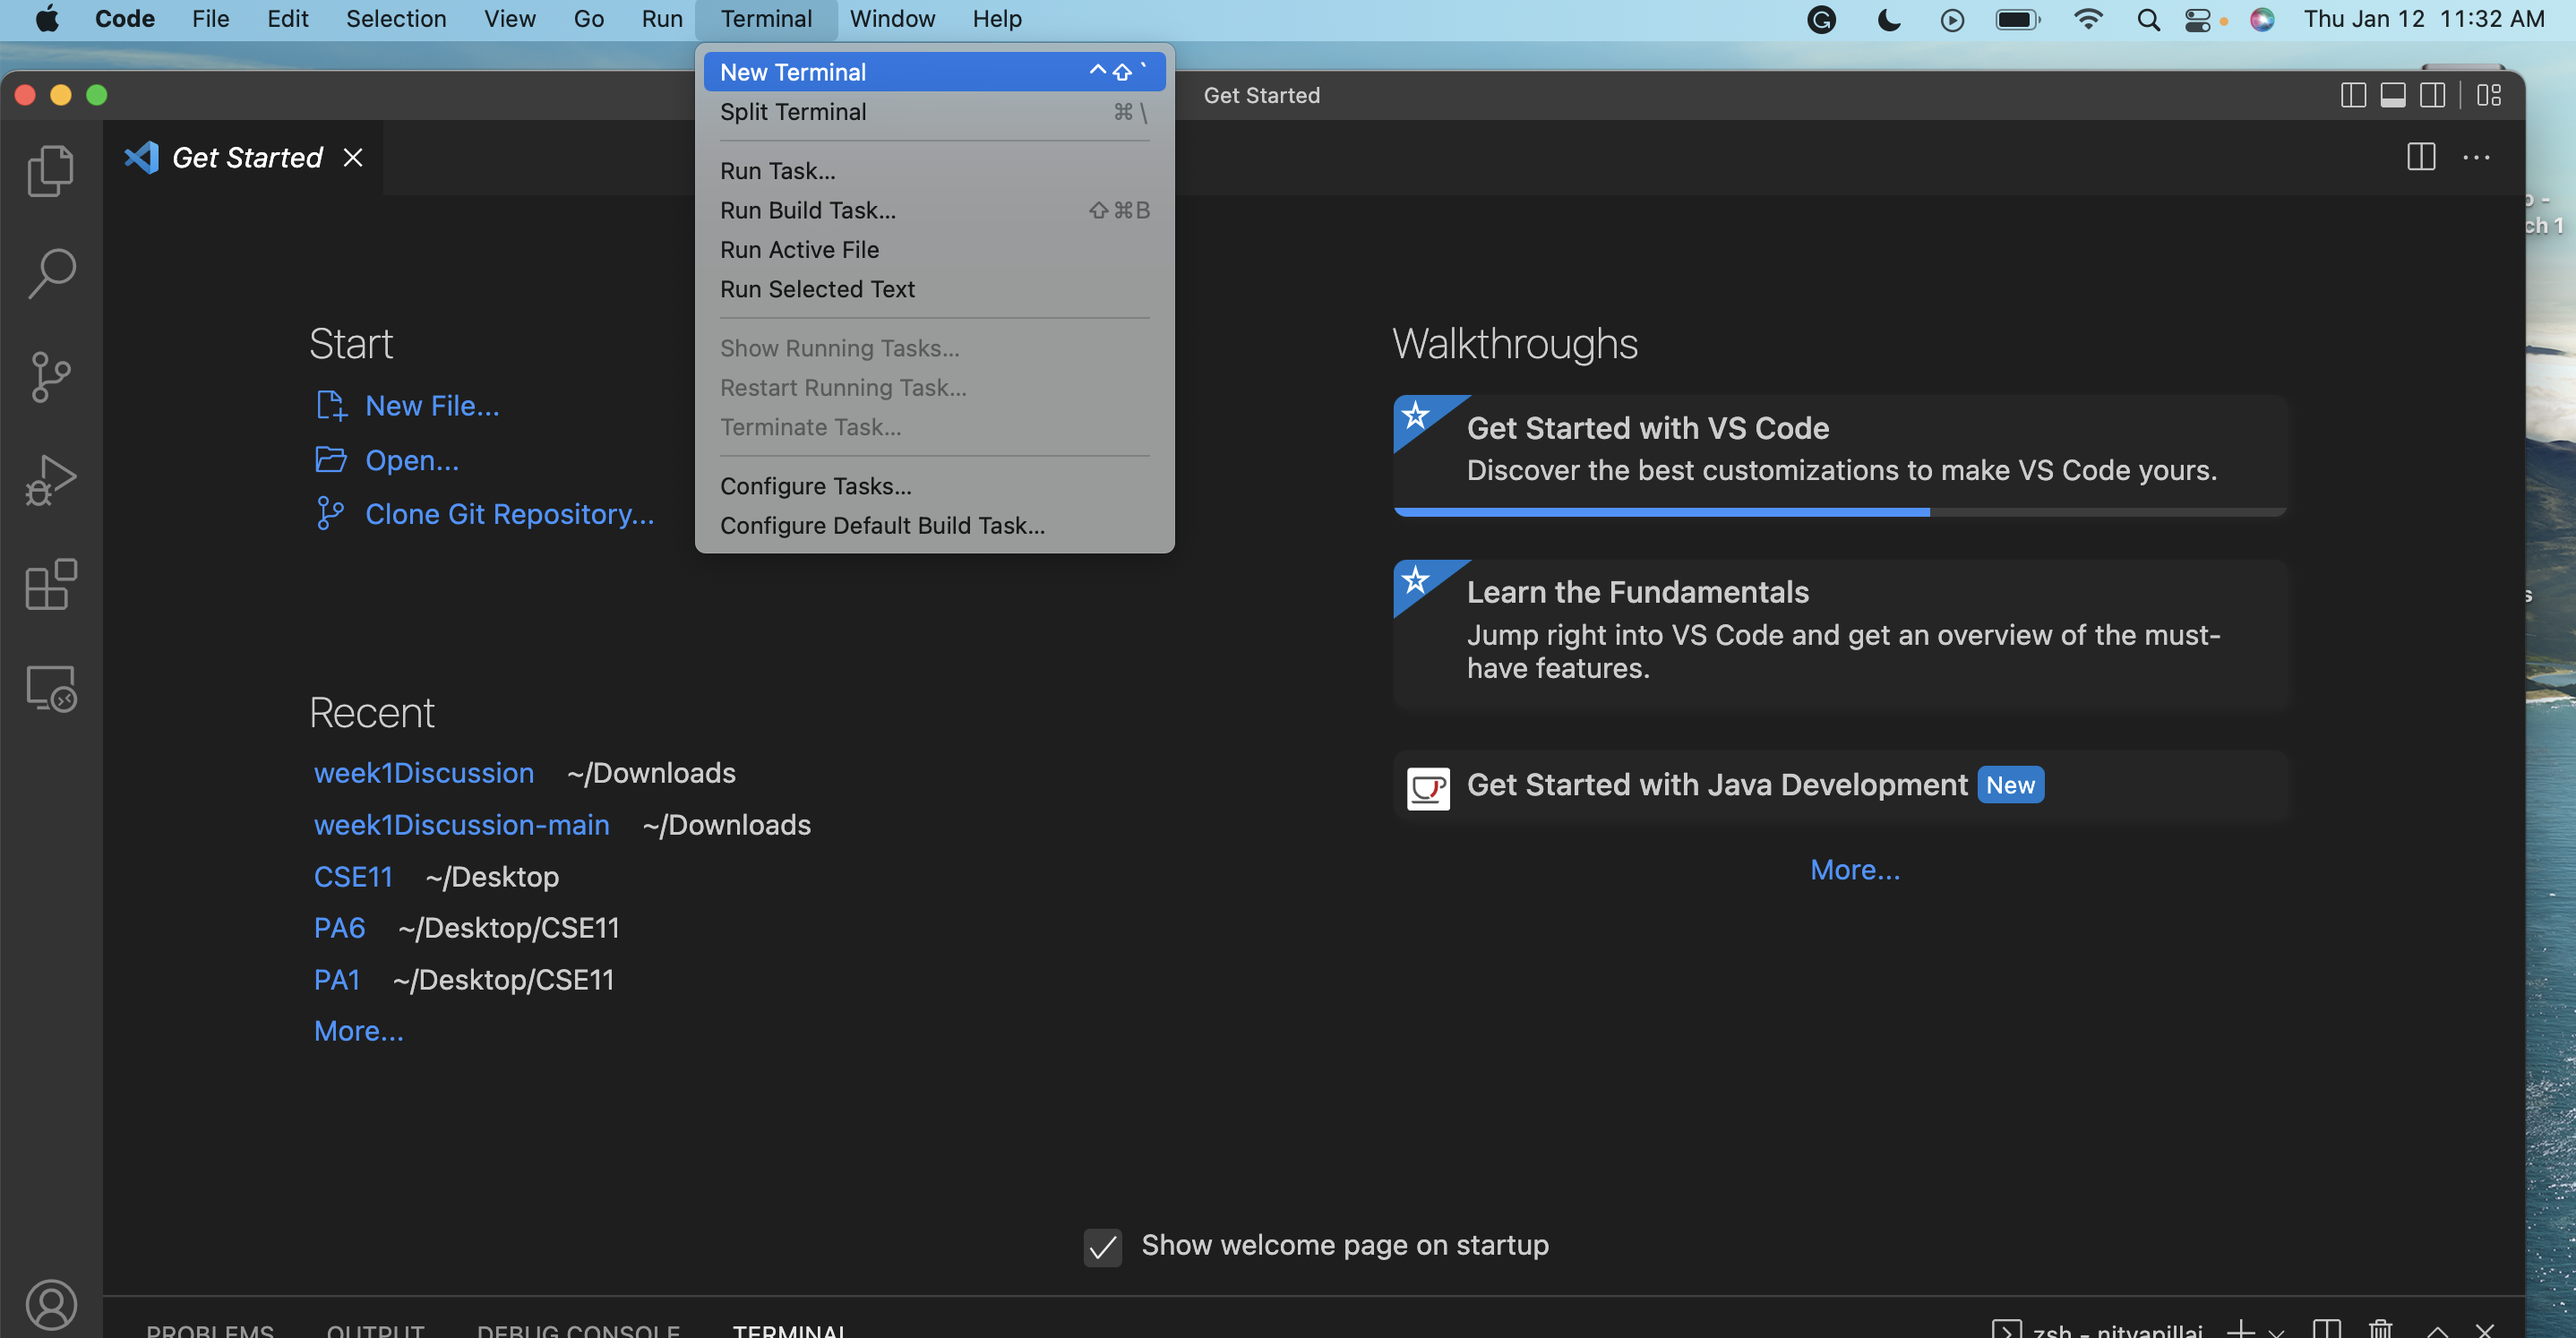 Code File Edit Selection View Go Run Terminal Window Help Thu Jan 12 11:32 AM
New Terminal ^⇧`
Split Terminal ⌘\
Run Task...
Run Build Task... ⇧⌘B
Run Active File
Run Selected Text
Show Running Tasks...
Restart Running Task...
Terminate Task...
Configure Tasks...
Configure Default Build Task...
Get Started
Get Started
Start
New File...
Open...
Clone Git Repository...
Recent
week1Discussion ~/Downloads
week1Discussion-main ~/Downloads
CSE11 ~/Desktop
PA6 ~/Desktop/CSE11
PA1 ~/Desktop/CSE11
More...
Walkthroughs
Get Started with VS Code
Discover the best customizations to make VS Code yours.
Learn the Fundamentals
Jump right into VS Code and get an overview of the must-
have features.
Get Started with Java Development New
More...
Show welcome page on startup
PROBLEMS OUTPUT DEBUG CONSOLE TERMINAL zsh - nityapillai